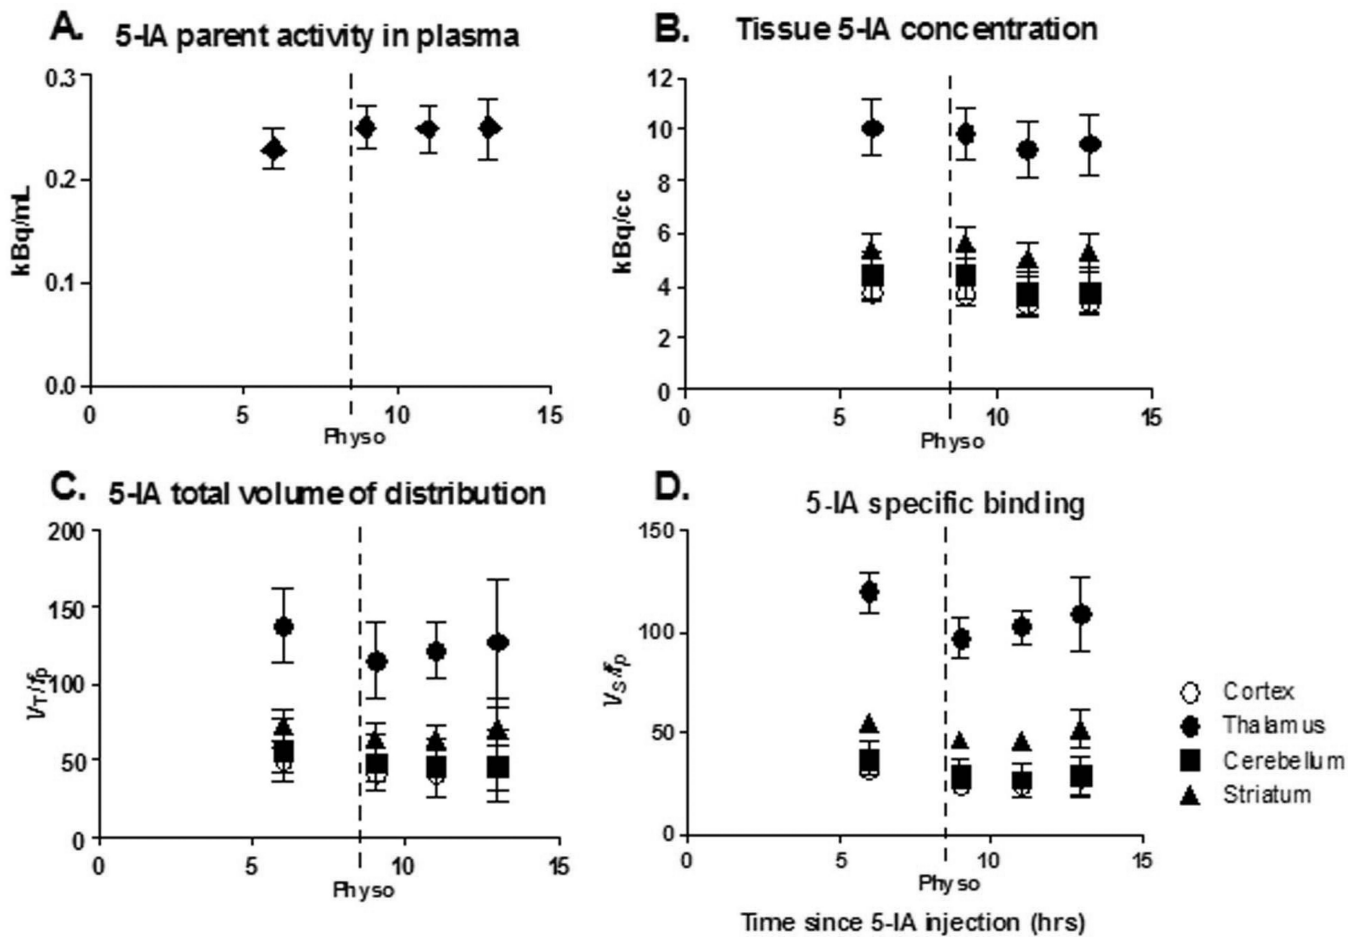 A. 5-IA parent activity in plasma
kBq/mL
0.3
0.2
0.1
0.0
0 5 10 15
Physo
B. Tissue 5-IA concentration
kBq/cc
12
10
8
6
4
2
0
0 5 10 15
Physo
C. 5-IA total volume of distribution
VT/fp
200
150
100
50
0
0 5 10 15
Physo
D. 5-IA specific binding
VS/fp
150
100
50
0
0 5 10 15
Physo
Time since 5-IA injection (hrs)
Cortex
Thalamus
Cerebellum
Striatum